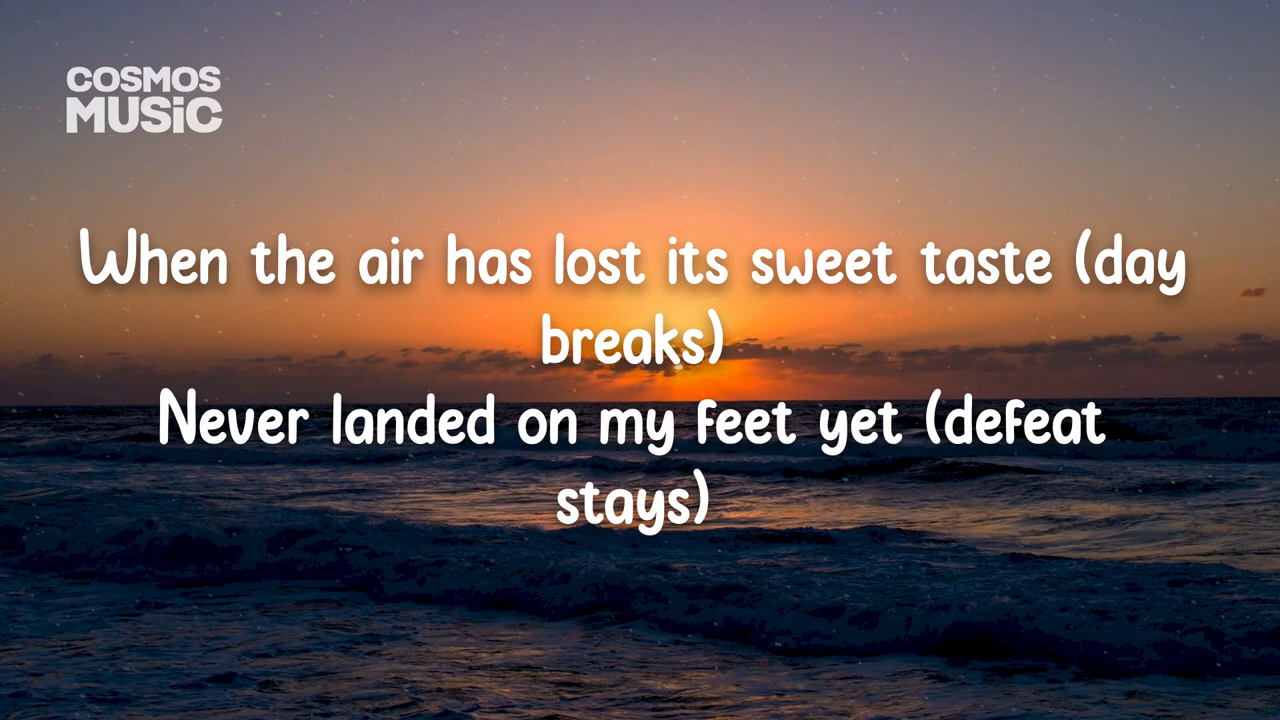 COSMOS
MUSiC
When the air has lost its sweet taste (day
breaks)
Never landed on my feet yet (defeat
stays)